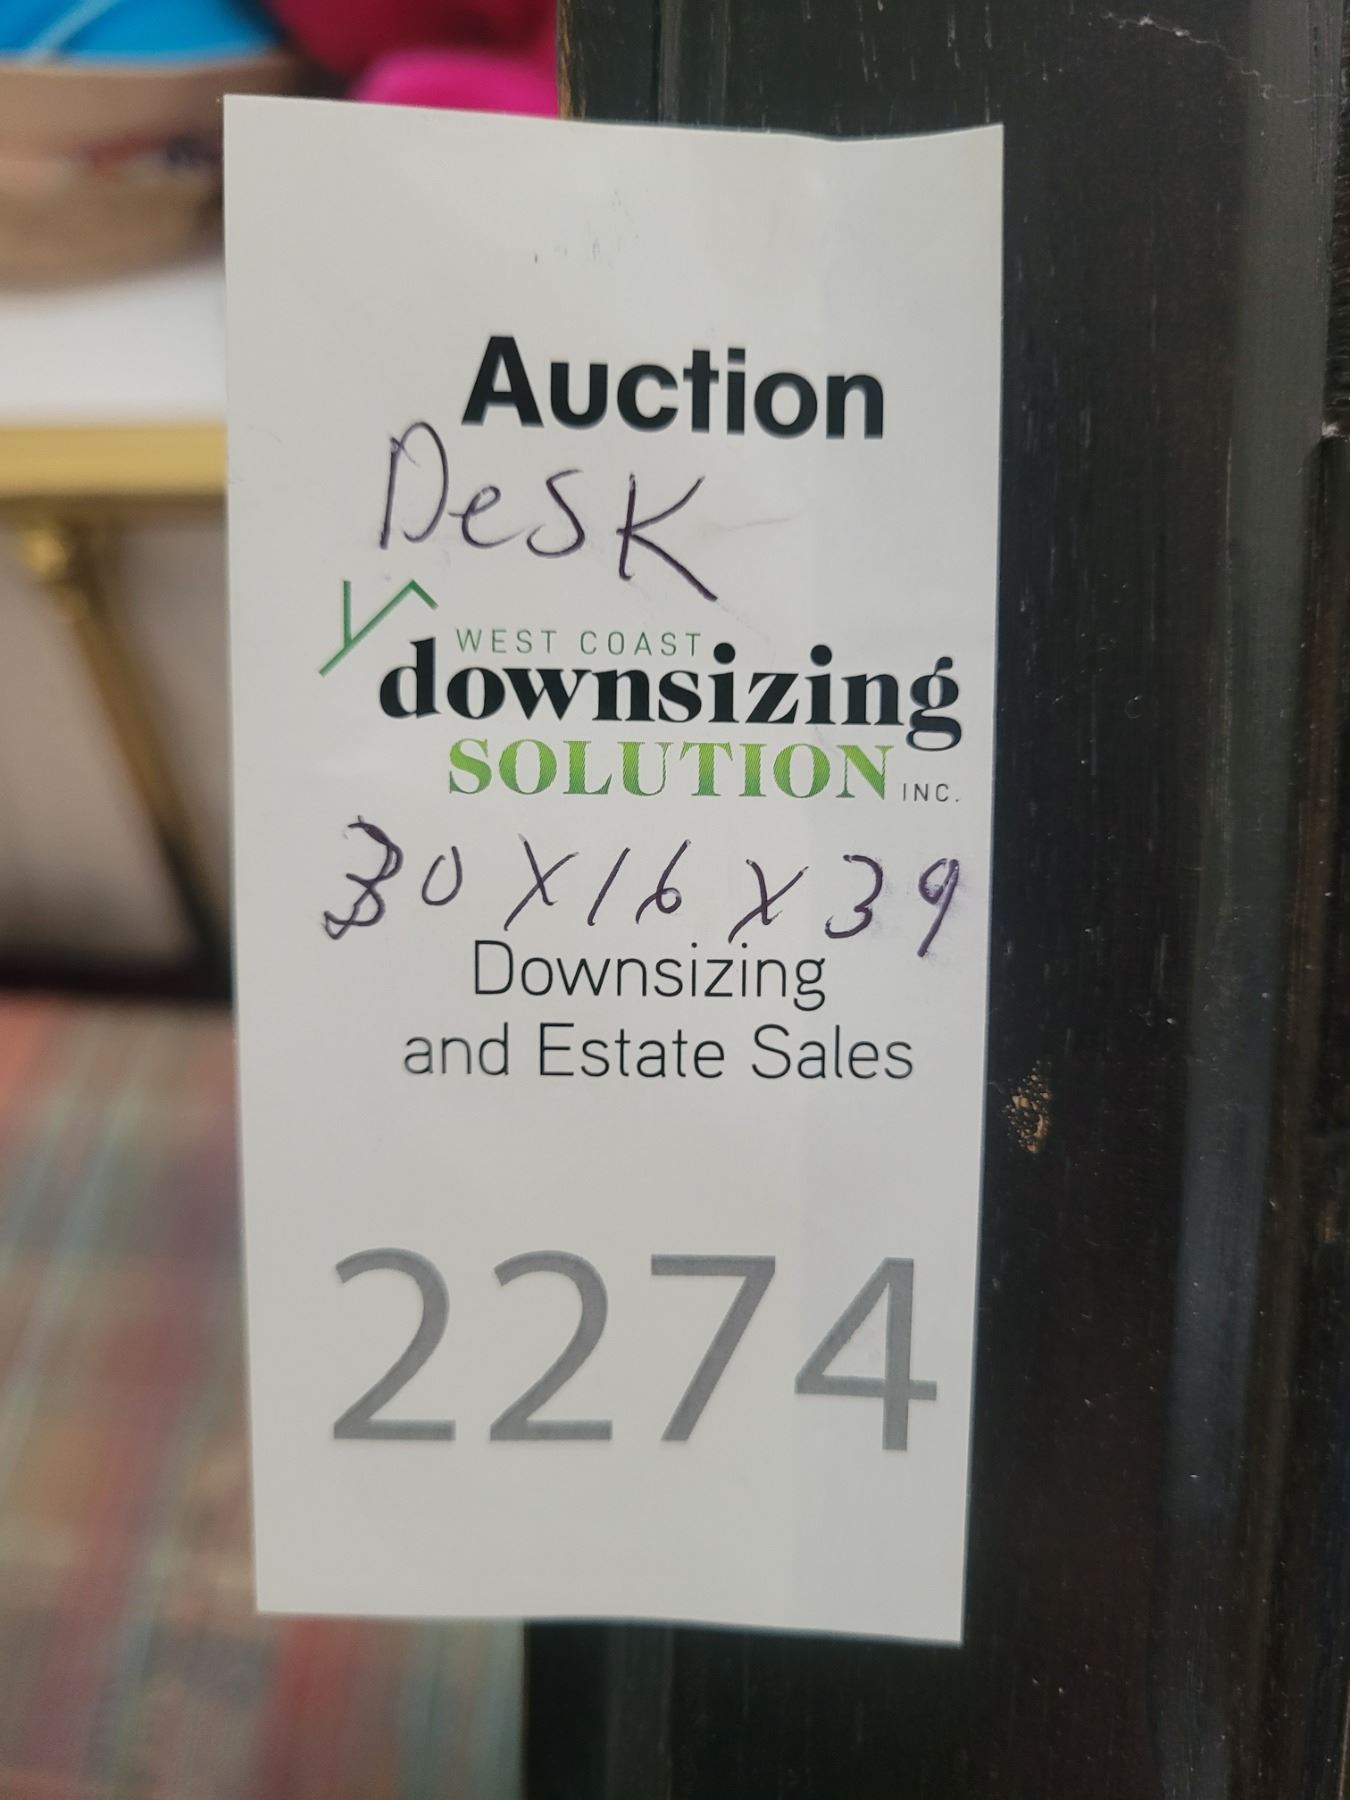 Auction
Desk
WEST COAST
downsizing
SOLUTION INC.
30 X 16 X 39
Downsizing
and Estate Sales
2274